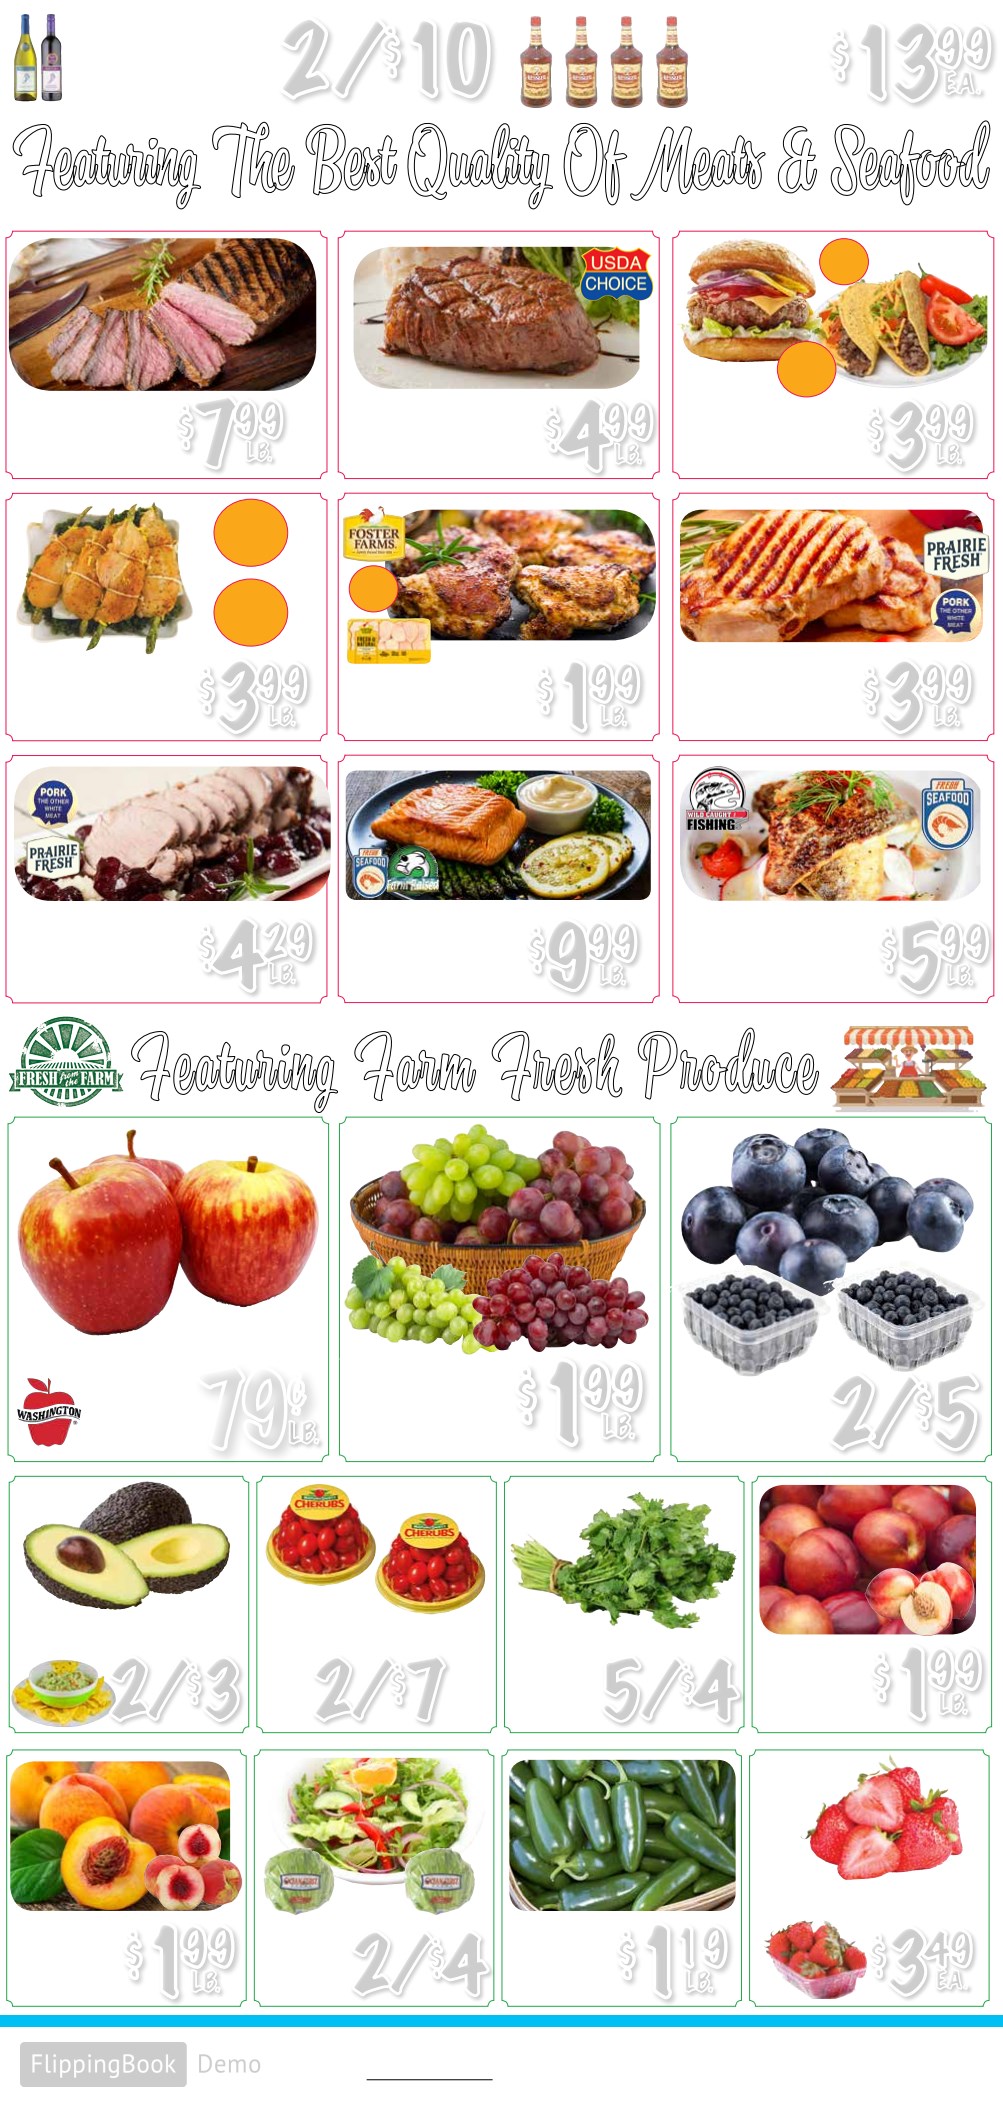 2/$10
$13 99 EA.
Featuring The Best Quality Of Meats & Seafood
USDA
CHOICE
$7 99 LB.
$4 99 LB.
$3 99 LB.
FOSTER
FARMS
FRESH &
NATURAL
PRAIRIE
FRESH
PORK
THE OTHER
WHITE
MEAT
$3 99 LB.
$1 99 LB.
$3 99 LB.
PORK
THE OTHER
WHITE
MEAT
PRAIRIE
FRESH
FRESH
SEAFOOD
Farm Raised
WILD CAUGHT
FISHING
FRESH
SEAFOOD
$4 29 LB.
$9 99 LB.
$5 99 LB.
FRESH from the FARM
Featuring Farm Fresh Produce
WASHINGTON
79¢ LB.
$1 99 LB.
2/$5
CHERUBS
CHERUBS
2/$3
2/$7
5/$4
$1 99 LB.
$1 99 LB.
2/$4
$1 19 LB.
$3 49 EA.
FlippingBook Demo